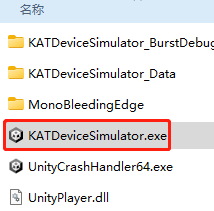 名称
KATDeviceSimulator_BurstDebug
KATDeviceSimulator_Data
MonoBleedingEdge
KATDeviceSimulator.exe
UnityCrashHandler64.exe
UnityPlayer.dll